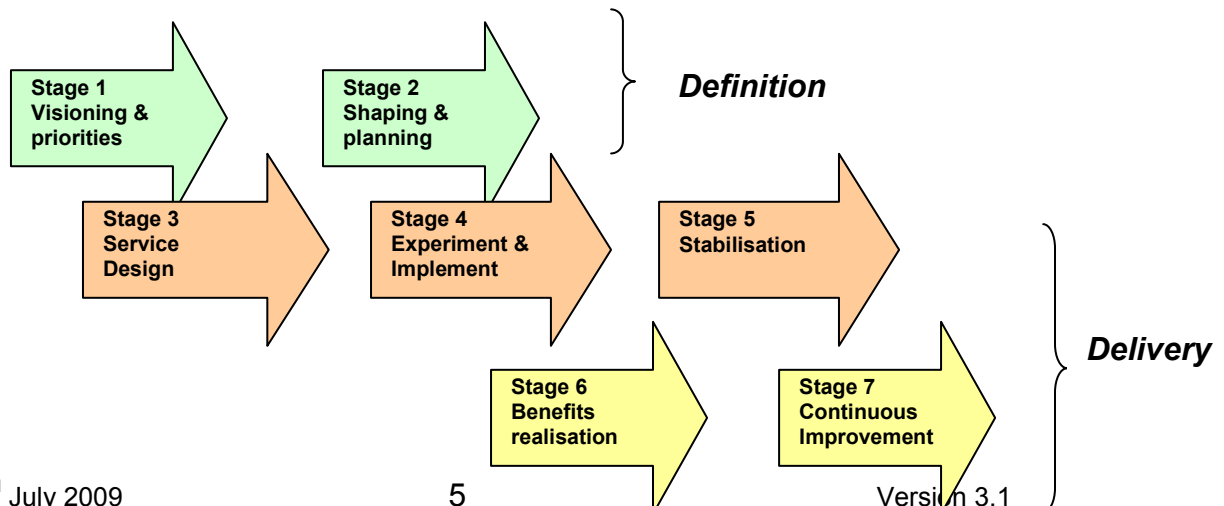 Stage 1
Visioning &
priorities
Stage 2
Shaping &
planning
Definition
Stage 3
Service
Design
Stage 4
Experiment &
Implement
Stage 5
Stabilisation
Delivery
Stage 6
Benefits
realisation
Stage 7
Continuous
Improvement
July 2009
5
Version 3.1